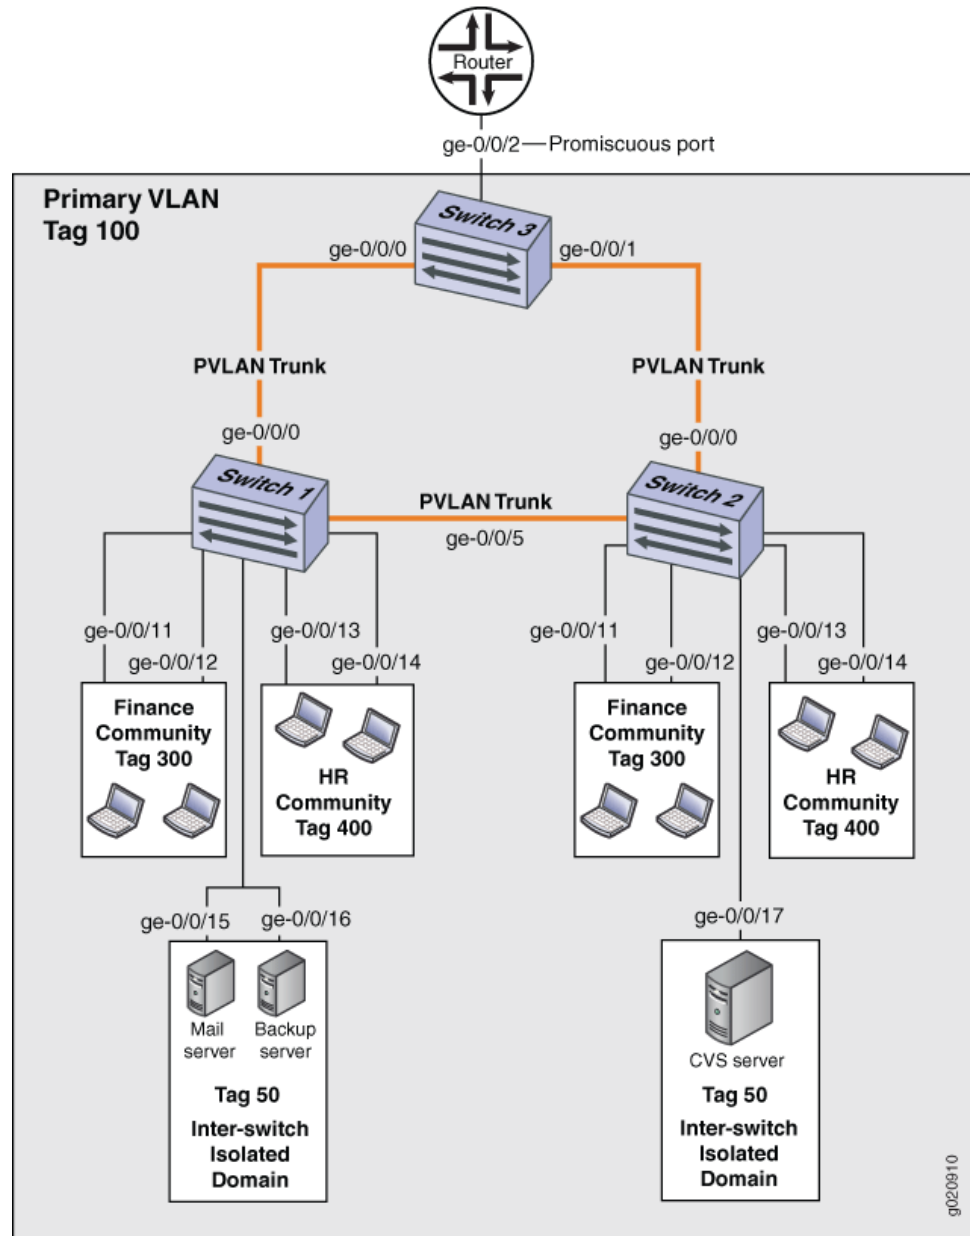 Router
ge-0/0/2
Promiscuous port
Primary VLAN
Tag 100
Switch 3
ge-0/0/0
ge-0/0/1
PVLAN Trunk
PVLAN Trunk
ge-0/0/0
ge-0/0/0
Switch 1
PVLAN Trunk
ge-0/0/5
Switch 2
ge-0/0/11
ge-0/0/12
ge-0/0/13
ge-0/0/14
ge-0/0/11
ge-0/0/12
ge-0/0/13
ge-0/0/14
Finance
Community
Tag 300
HR
Community
Tag 400
Finance
Community
Tag 300
HR
Community
Tag 400
ge-0/0/15
ge-0/0/16
ge-0/0/17
Mail
server
Backup
server
Tag 50
Inter-switch
Isolated
Domain
CVS server
Tag 50
Inter-switch
Isolated
Domain
g020910